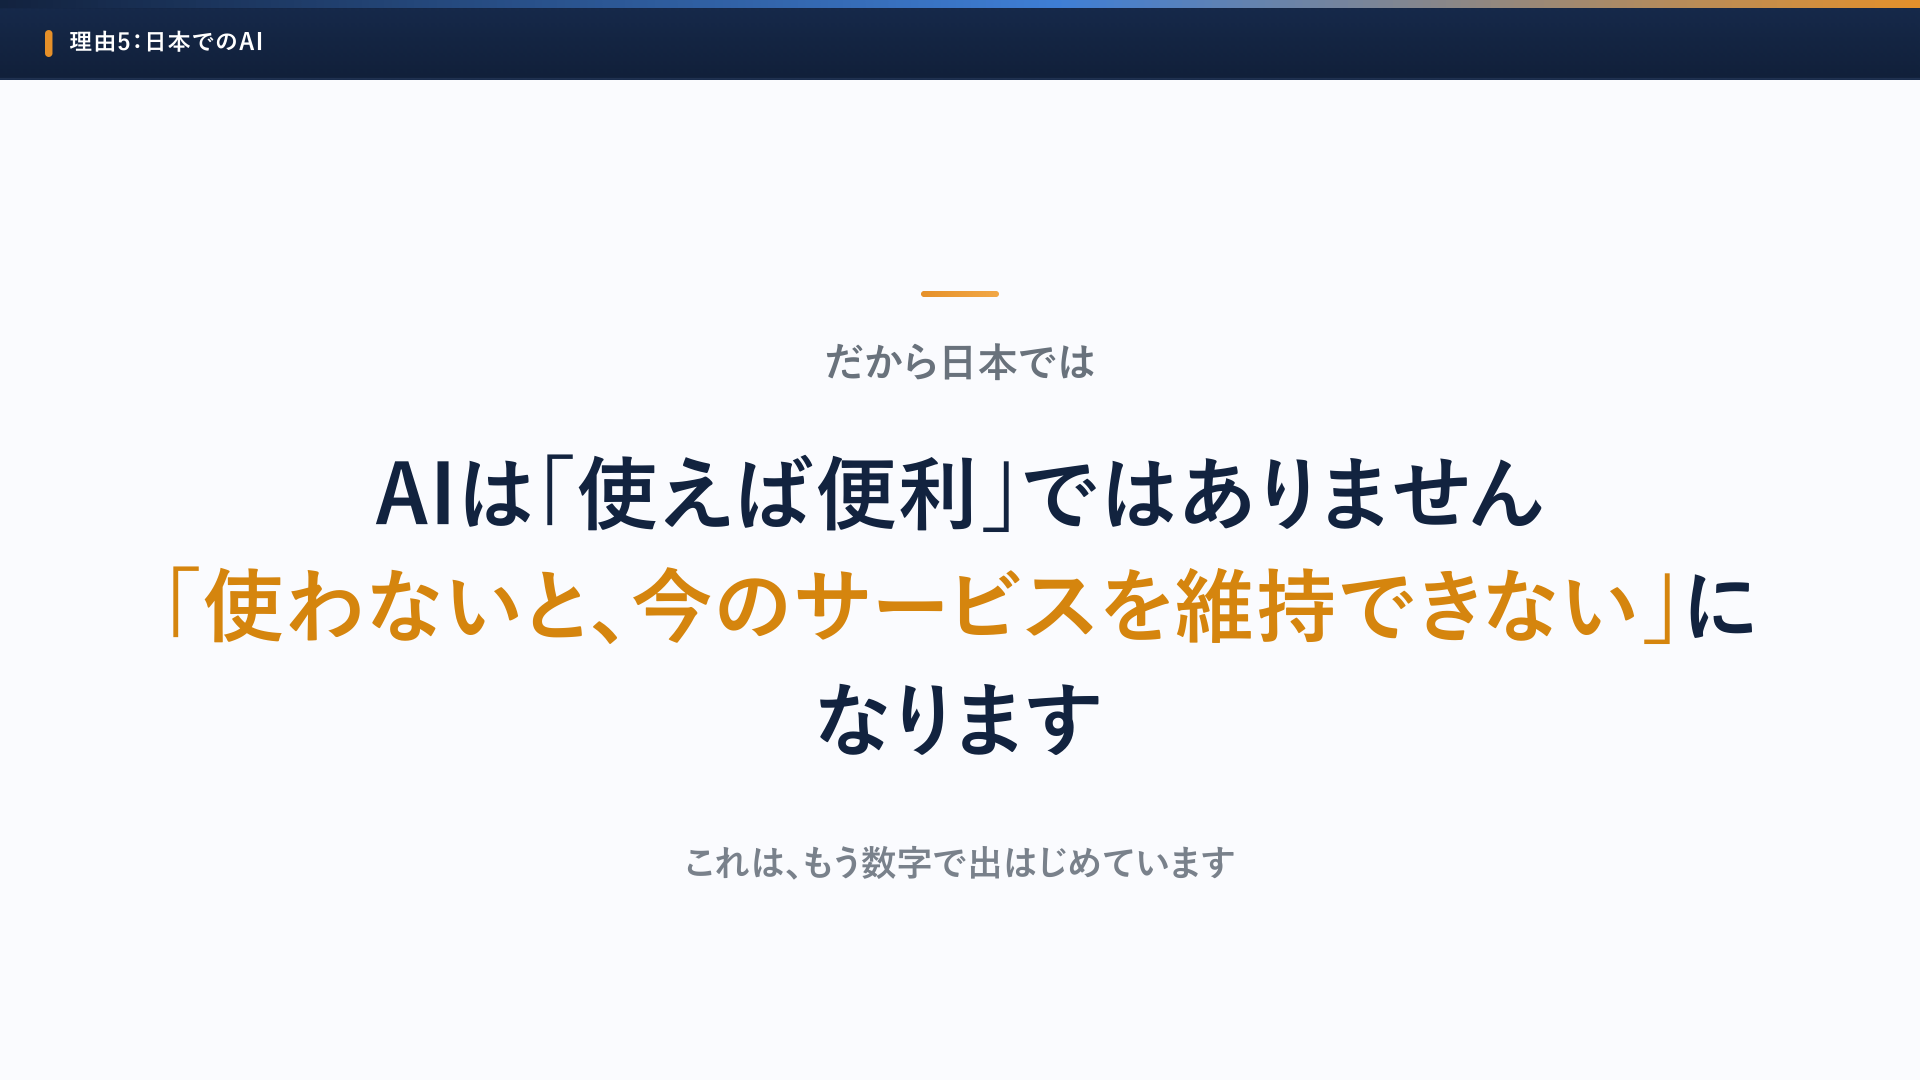 理由5：日本でのAI
だから日本では
AIは「使えば便利」ではありません
「使わないと、今のサービスを維持できない」に
なります
これは、もう数字で出はじめています